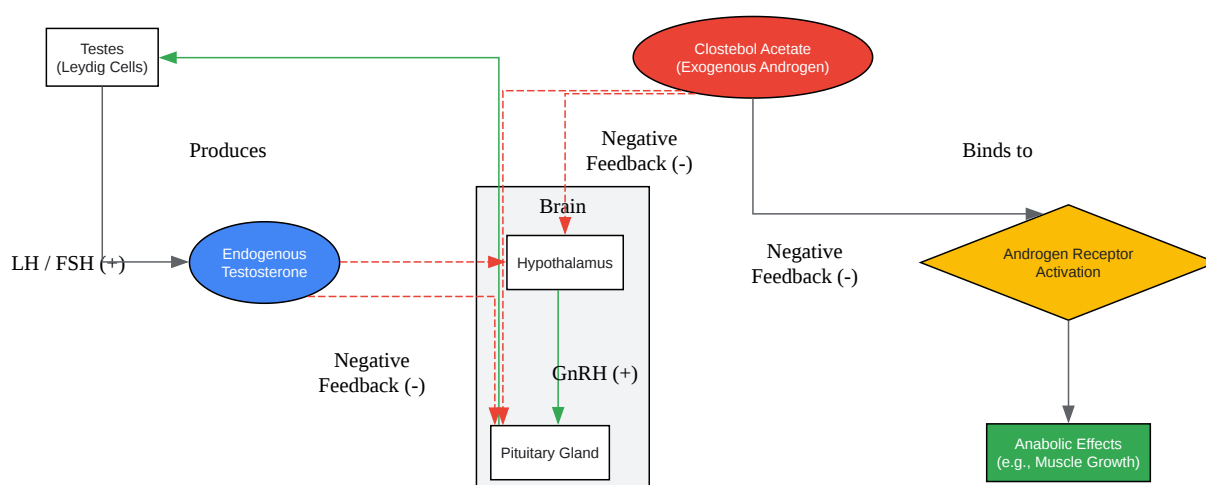 Testes
(Leydig Cells)
Clostebol Acetate
(Exogenous Androgen)
Produces
Negative
Feedback (-)
Binds to
Brain
LH / FSH (+)
Endogenous
Testosterone
Hypothalamus
Negative
Feedback (-)
Androgen Receptor
Activation
Negative
Feedback (-)
GnRH (+)
Pituitary Gland
Anabolic Effects
(e.g., Muscle Growth)